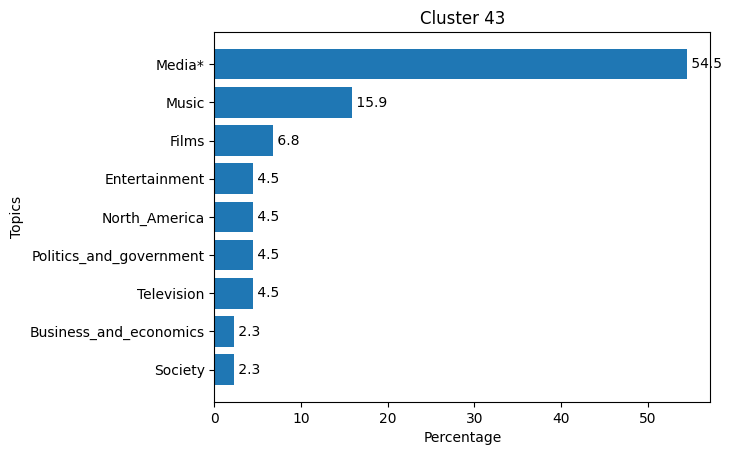 Cluster 43
Topics
Media* 54.5
Music 15.9
Films 6.8
Entertainment 4.5
North_America 4.5
Politics_and_government 4.5
Television 4.5
Business_and_economics 2.3
Society 2.3
0 10 20 30 40 50
Percentage